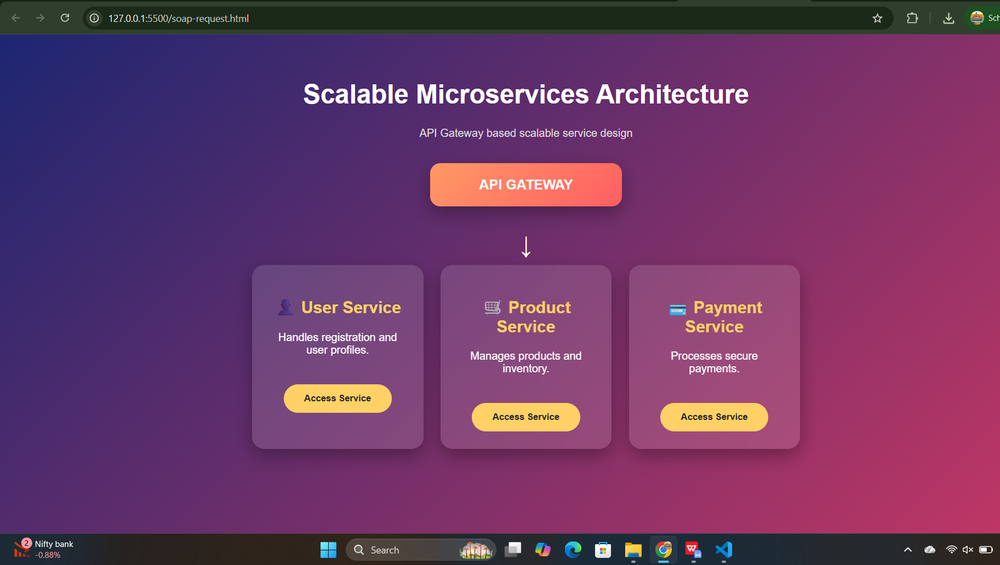 127.0.0.1:5500/soap-request.html
Sch
Scalable Microservices Architecture
API Gateway based scalable service design
API GATEWAY
↓
User Service
Handles registration and
user profiles.
Access Service
Product
Service
Manages products and
inventory.
Access Service
Payment
Service
Processes secure
payments.
Access Service
2
Nifty bank
-0.88%
Search